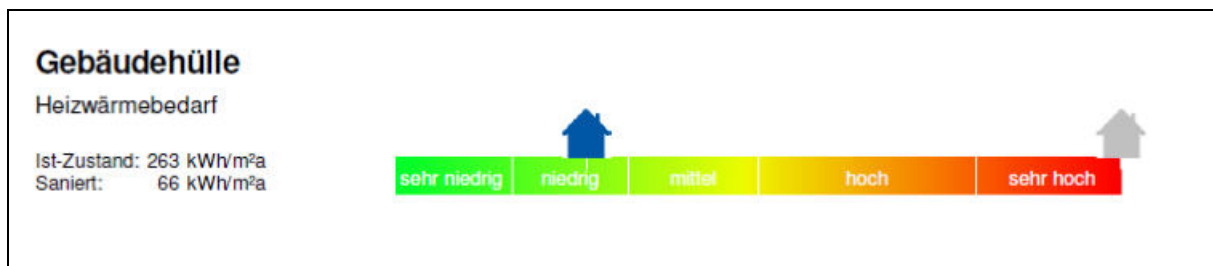 Gebäudehülle
Heizwärmebedarf
Ist-Zustand: 263 kWh/m²a
Saniert: 66 kWh/m²a
sehr niedrig niedrig mittel hoch sehr hoch